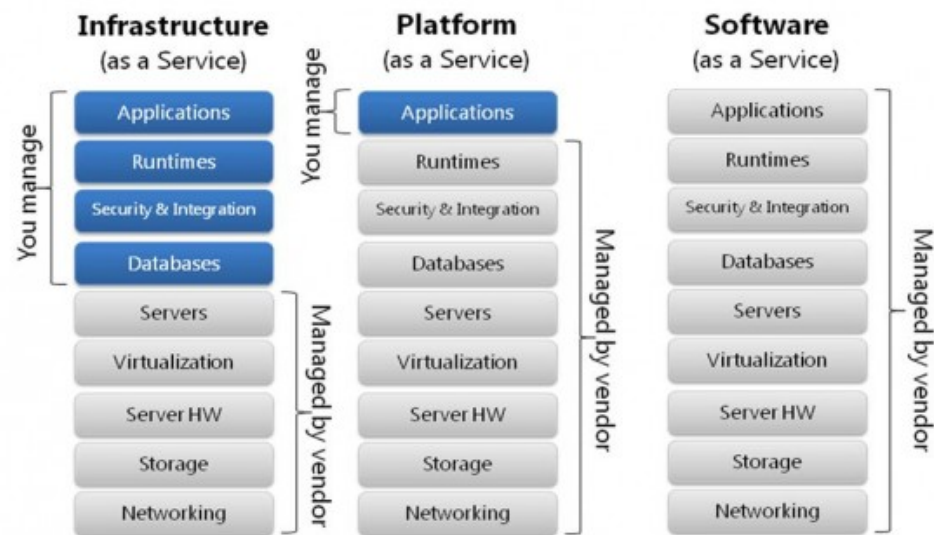 Infrastructure
(as a Service)
You manage
Applications
Runtimes
Security & Integration
Databases
Servers
Virtualization
Server HW
Storage
Networking
Managed by vendor
Platform
(as a Service)
You manage
Applications
Runtimes
Security & Integration
Databases
Servers
Virtualization
Server HW
Storage
Networking
Managed by vendor
Software
(as a Service)
Applications
Runtimes
Security & Integration
Databases
Servers
Virtualization
Server HW
Storage
Networking
Managed by vendor